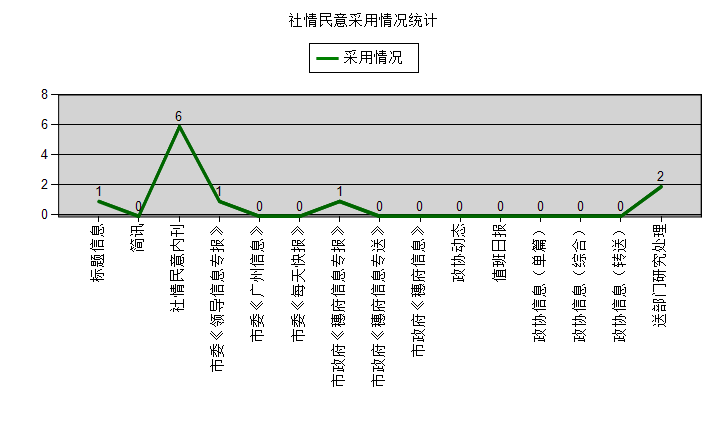 社情民意采用情况统计
采用情况
8
6
4
2
0
1
0
6
1
0
0
1
0
0
0
0
0
0
0
2
标题信息
简讯
社情民意内刊
市委《领导信息专报》
市委《广州信息》
市委《每天快报》
市政府《穗府信息专报》
市政府《穗府信息专送》
市政府《穗府信息》
政协动态
值班日报
政协信息（单篇）
政协信息（综合）
政协信息（转送）
送部门研究处理